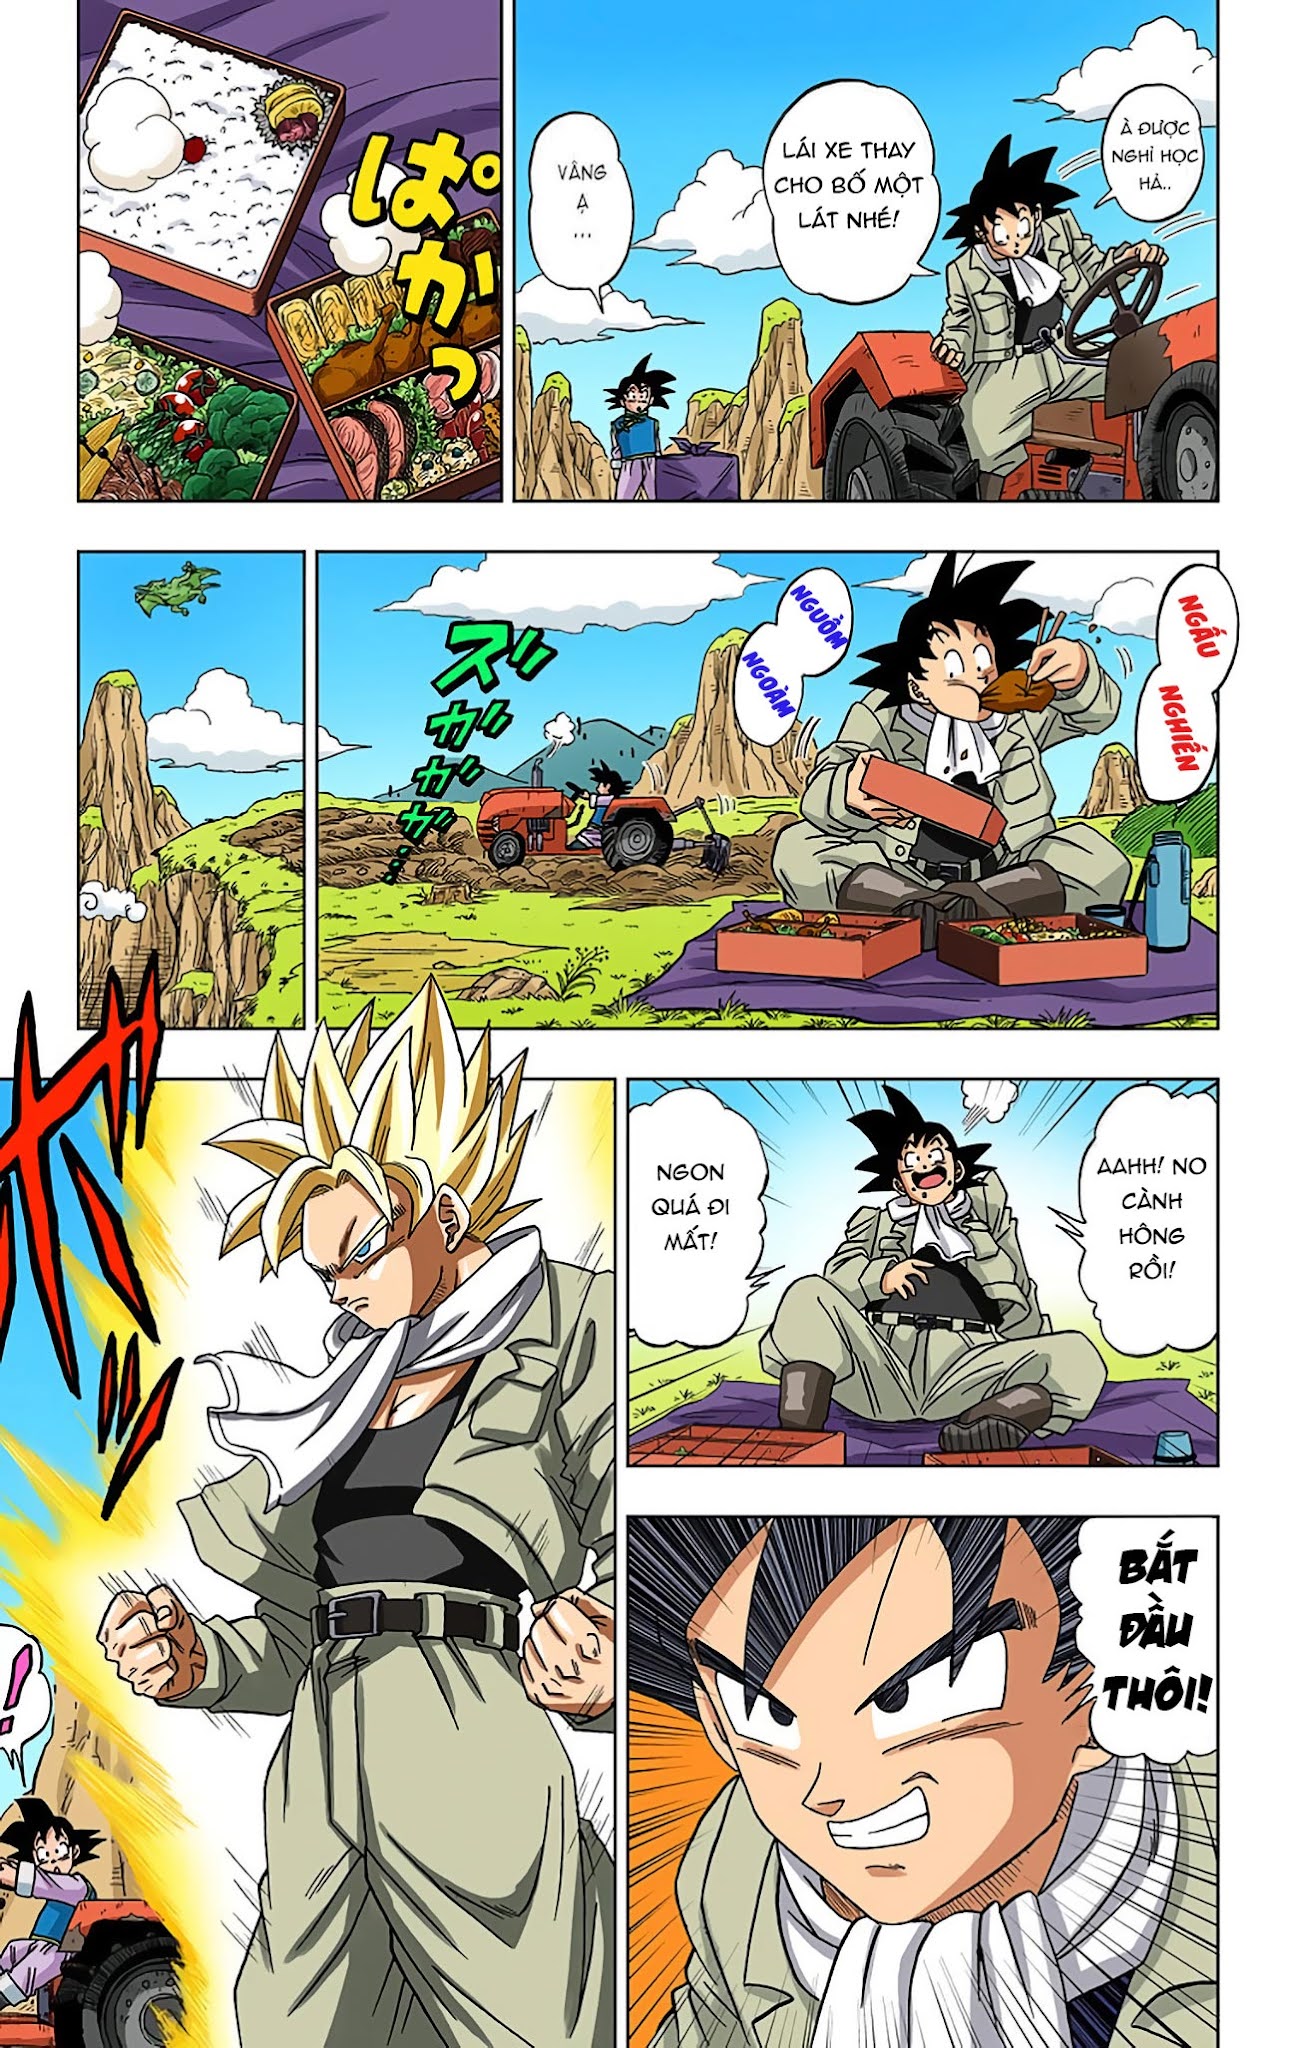 À ĐƯỢC
NGHỈ HỌC
HẢ..
LÁI XE THAY
CHO BỐ MỘT
LÁT NHÉ!
VÂNG
Ạ
...
ぱかっ
NGẤU
NGHIẾN
NGUỒM
NGOÀM
ズガガガ...
AAHH! NO
CÀNH
HÔNG
RỒI!
NGON
QUÁ ĐI
MẤT!
BẮT
ĐẦU
THÔI!
!